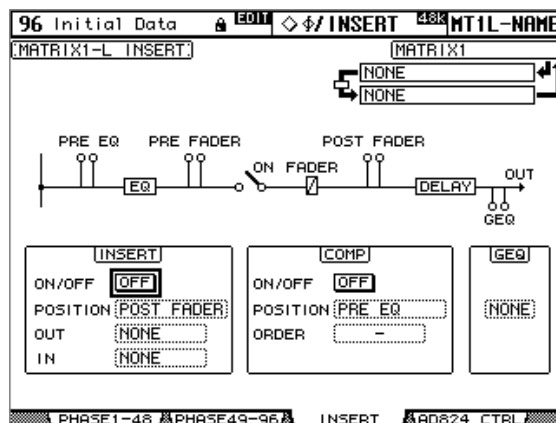 96 Initial Data EDIT ◇ϕ/INSERT 48K MT1L-NAME
MATRIX1-L INSERT MATRIX1
NONE
NONE
PRE EQ PRE FADER POST FADER
ON FADER OUT
EQ DELAY
GEQ
INSERT COMP GEQ
ON/OFF OFF ON/OFF OFF
POSITION POST FADER POSITION PRE EQ NONE
OUT NONE ORDER -
IN NONE
PHASE1-48 PHASE49-96 INSERT AD824 CTRL